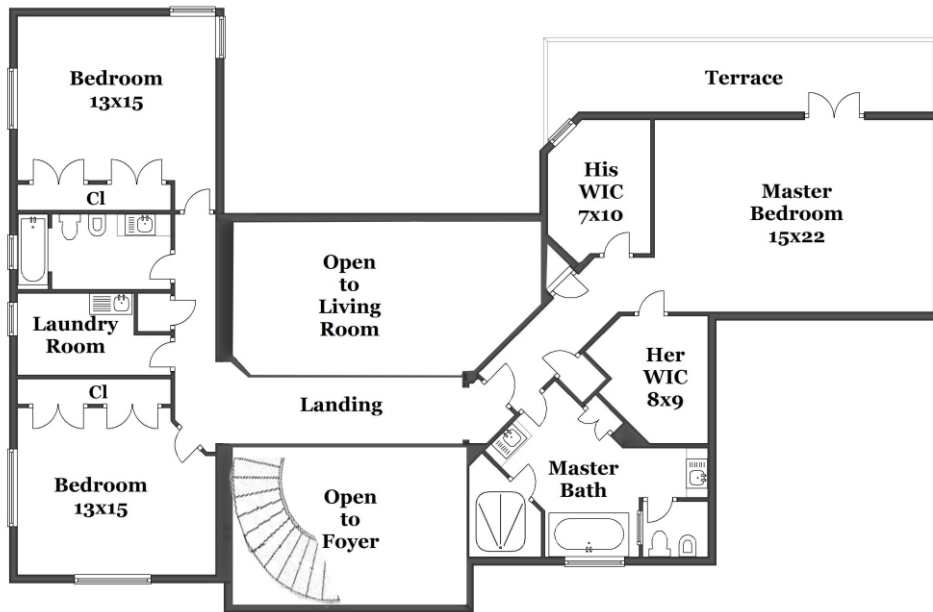 Bedroom
13x15
Cl
Terrace
His
WIC
7x10
Master
Bedroom
15x22
Open
to
Living
Room
Laundry
Room
Her
WIC
8x9
Cl
Landing
Bedroom
13x15
Open
to
Foyer
Master
Bath